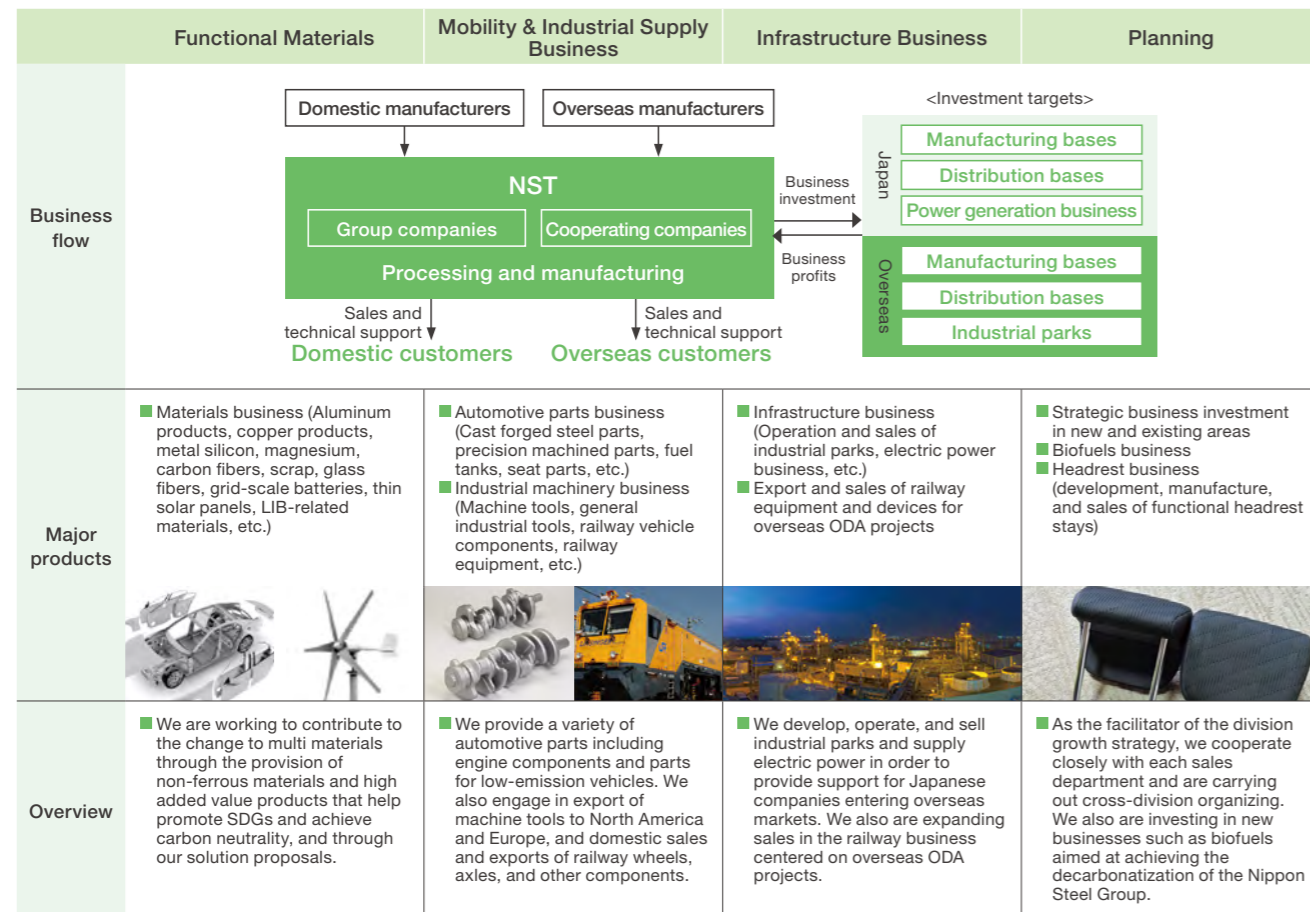 Functional Materials
Mobility & Industrial Supply
Business
Infrastructure Business
Planning
Business
flow
Domestic manufacturers
Overseas manufacturers
NST
Group companies
Cooperating companies
Processing and manufacturing
Sales and
technical support
Sales and
technical support
Domestic customers
Overseas customers
Business
investment
Business
profits
<Investment targets>
Japan
Manufacturing bases
Distribution bases
Power generation business
Overseas
Manufacturing bases
Distribution bases
Industrial parks
Major
products
■ Materials business (Aluminum
products, copper products,
metal silicon, magnesium,
carbon fibers, scrap, glass
fibers, grid-scale batteries, thin
solar panels, LIB-related
materials, etc.)
■ Automotive parts business
(Cast forged steel parts,
precision machined parts, fuel
tanks, seat parts, etc.)
■ Industrial machinery business
(Machine tools, general
industrial tools, railway vehicle
components, railway
equipment, etc.)
■ Infrastructure business
(Operation and sales of
industrial parks, electric power
business, etc.)
■ Export and sales of railway
equipment and devices for
overseas ODA projects
■ Strategic business investment
in new and existing areas
■ Biofuels business
■ Headrest business
(development, manufacture,
and sales of functional headrest
stays)
Overview
■ We are working to contribute to
the change to multi materials
through the provision of
non-ferrous materials and high
added value products that help
promote SDGs and achieve
carbon neutrality, and through
our solution proposals.
■ We provide a variety of
automotive parts including
engine components and parts
for low-emission vehicles. We
also engage in export of
machine tools to North America
and Europe, and domestic sales
and exports of railway wheels,
axles, and other components.
■ We develop, operate, and sell
industrial parks and supply
electric power in order to
provide support for Japanese
companies entering overseas
markets. We also are expanding
sales in the railway business
centered on overseas ODA
projects.
■ As the facilitator of the division
growth strategy, we cooperate
closely with each sales
department and are carrying
out cross-division organizing.
We also are investing in new
businesses such as biofuels
aimed at achieving the
decarbonatization of the Nippon
Steel Group.